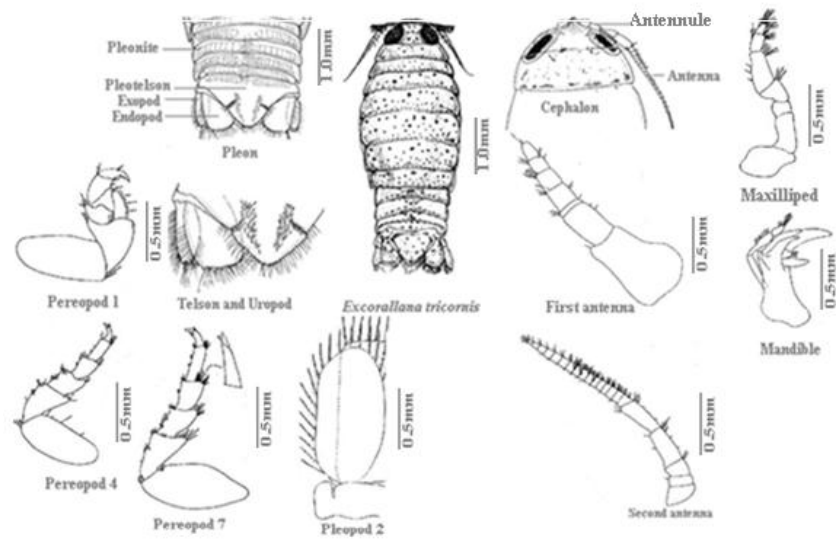 Pleonite
Pleotelson
Exopod
Endopod
Pleon
1.0mm
1.0mm
Antennule
Antenna
Cephalon
0.5mm
Maxilliped
Pereopod 1
0.5mm
Telson and Uropod
Excorallana tricornis
First antenna
0.5mm
Mandible
0.5mm
Pereopod 4
0.5mm
Pereopod 7
0.5mm
Pleopod 2
0.5mm
Second antenna
0.5mm